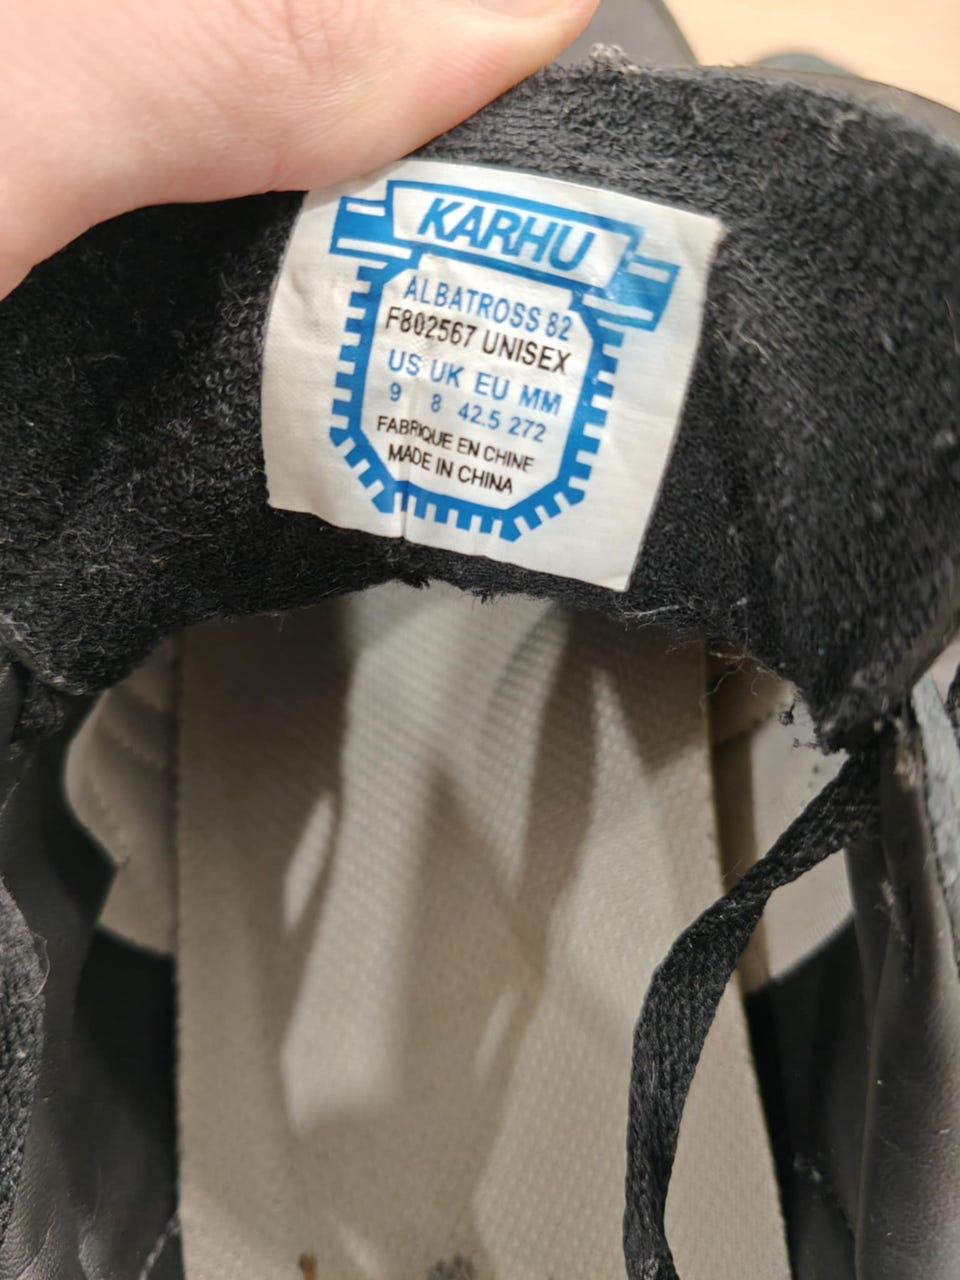 KARHU
ALBATROSS 82
F802567 UNISEX
US UK EU MM
9 8 42.5 272
FABRIQUE EN CHINE
MADE IN CHINA